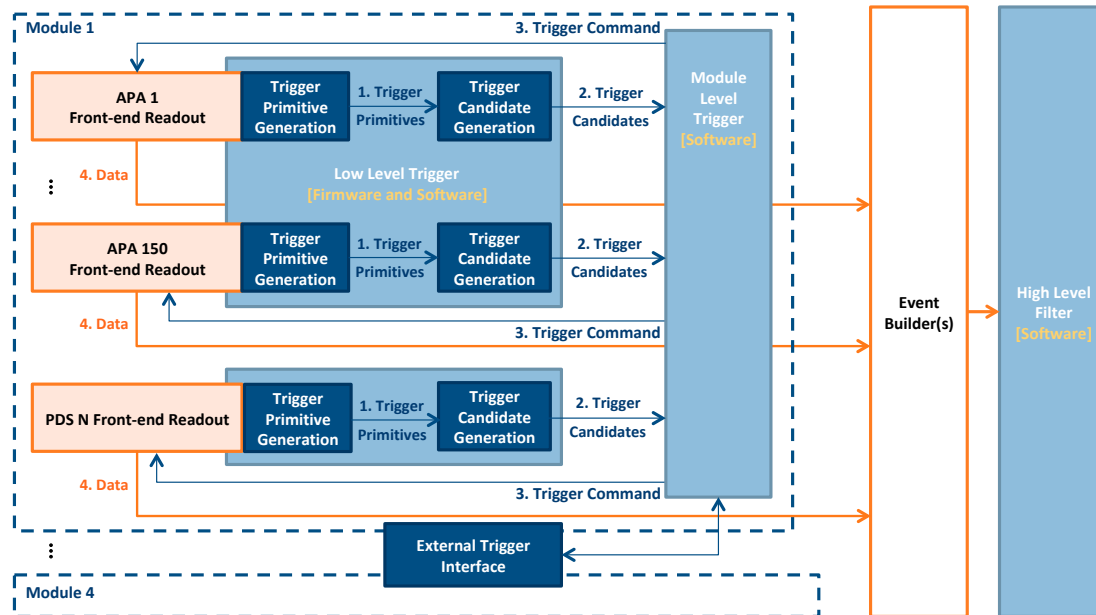 Module 1
3. Trigger Command
APA 1
Front-end Readout
Trigger
Primitive
Generation
1. Trigger
Primitives
Trigger
Candidate
Generation
2. Trigger
Candidates
Module
Level
Trigger
[Software]
4. Data
Low Level Trigger
[Firmware and Software]
APA 150
Front-end Readout
Trigger
Primitive
Generation
1. Trigger
Primitives
Trigger
Candidate
Generation
2. Trigger
Candidates
4. Data
3. Trigger Command
Event
Builder(s)
High Level
Filter
[Software]
PDS N Front-end Readout
Trigger
Primitive
Generation
1. Trigger
Primitives
Trigger
Candidate
Generation
2. Trigger
Candidates
4. Data
3. Trigger Command
External Trigger
Interface
Module 4